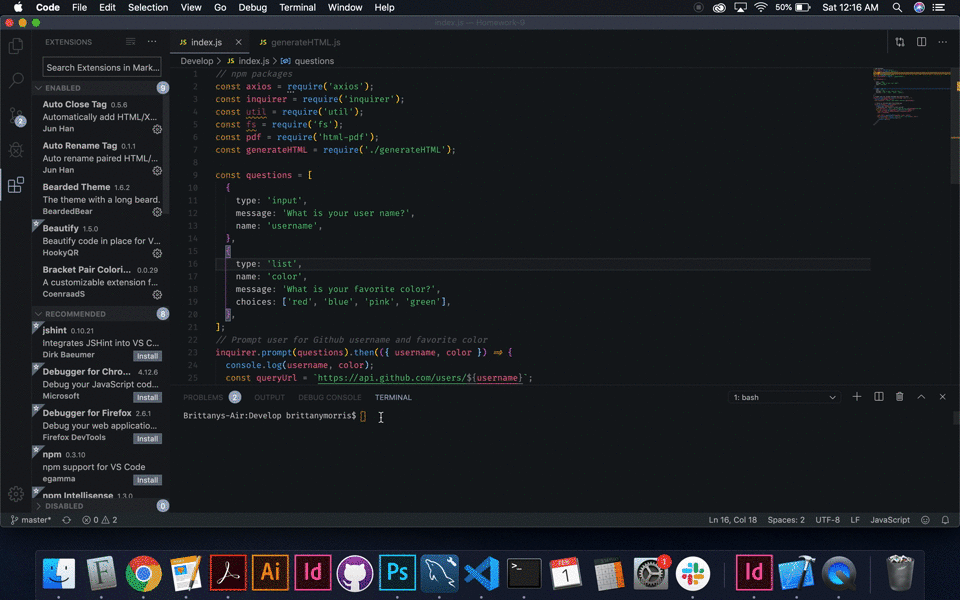 Code File Edit Selection View Go Debug Terminal Window Help 50% Sat 12:16 AM
index.js — Homework-9
EXTENSIONS
Search Extensions in Mark...
ENABLED 9
Auto Close Tag 0.5.6
Automatically add HTML/X...
Jun Han
Auto Rename Tag 0.1.1
Auto rename paired HTML/...
Jun Han
Bearded Theme 1.6.2
The theme with a long beard.
BeardedBear
Beautify 1.5.0
Beautify code in place for V...
HookyQR
Bracket Pair Colori... 0.0.29
A customizable extension f...
CoenraadS
RECOMMENDED 8
jshint 0.10.21
Integrates JSHint into VS C...
Dirk Baeumer Install
Debugger for Chro... 4.12.6
Debug your JavaScript cod...
Microsoft Install
Debugger for Firefox 2.6.1
Debug your web applicatio...
Firefox DevTools Install
npm 0.3.10
npm support for VS Code
egamma Install
npm Intellisense 1.3.0
DISABLED 0
2
JS index.js JS generateHTML.js
Develop > JS index.js > questions
1 // npm packages
2 const axios = require('axios');
3 const inquirer = require('inquirer');
4 const util = require('util');
5 const fs = require('fs');
6 const pdf = require('html-pdf');
7 const generateHTML = require('./generateHTML');
8
9 const questions = [
10 {
11 type: 'input',
12 message: 'What is your user name?',
13 name: 'username',
14 },
15 {
16 type: 'list',
17 name: 'color',
18 message: 'What is your favorite color?',
19 choices: ['red', 'blue', 'pink', 'green'],
20 },
21 ];
22 // Prompt user for Github username and favorite color
23 inquirer.prompt(questions).then(({ username, color }) => {
24 console.log(username, color);
25 const queryUrl = `https://api.github.com/users/${username}`;
PROBLEMS 2 OUTPUT DEBUG CONSOLE TERMINAL 1: bash
Brittanys-Air:Develop brittanymorris$
master* 0 2 Ln 16, Col 18 Spaces: 2 UTF-8 LF JavaScript
F Ai Id Ps >_ 1 1 Id